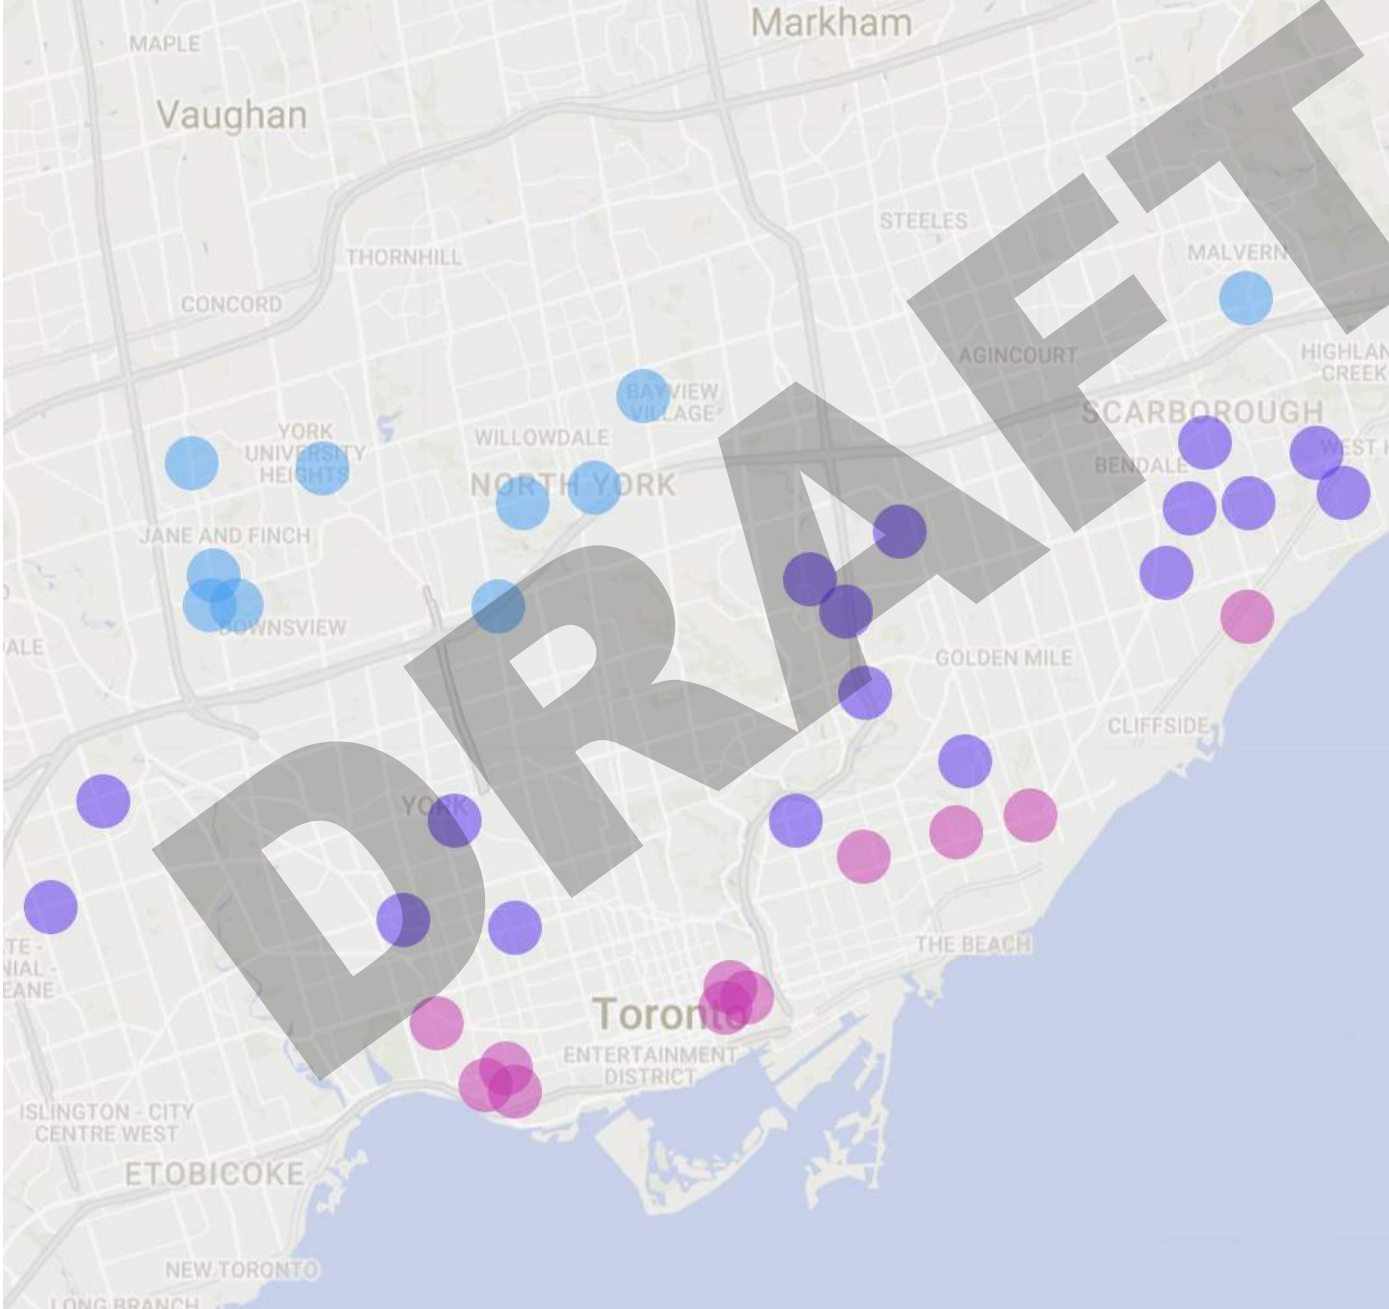 Markham
MAPLE
Vaughan
STEELES
MALVERN
THORNHILL
CONCORD
AGINCOURT
CREEK
BAYVIEW
VILLAGE
SCARBOROUGH
YORK
UNIVERSITY
HEIGHTS
WILLOWDALE
BENDALE
NORTH YORK
JANE AND FINCH
DOWNSVIEW
GOLDEN MILE
CLIFFSIDE
YORK
DRAFT
THE BEACH
Toronto
ENTERTAINMENT
DISTRICT
ISLINGTON - CITY
CENTRE WEST
ETOBICOKE
NEW TORONTO
LONG BRANCH